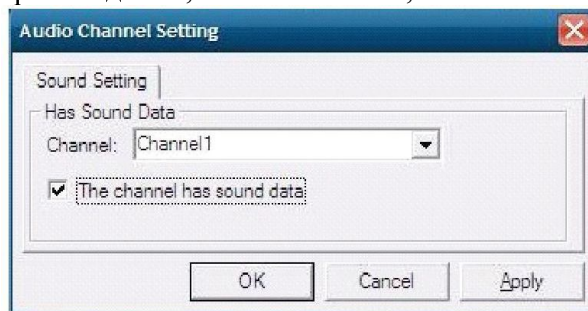 Audio Channel Setting
Sound Setting
Has Sound Data
Channel: Channel1
The channel has sound data
OK Cancel Apply